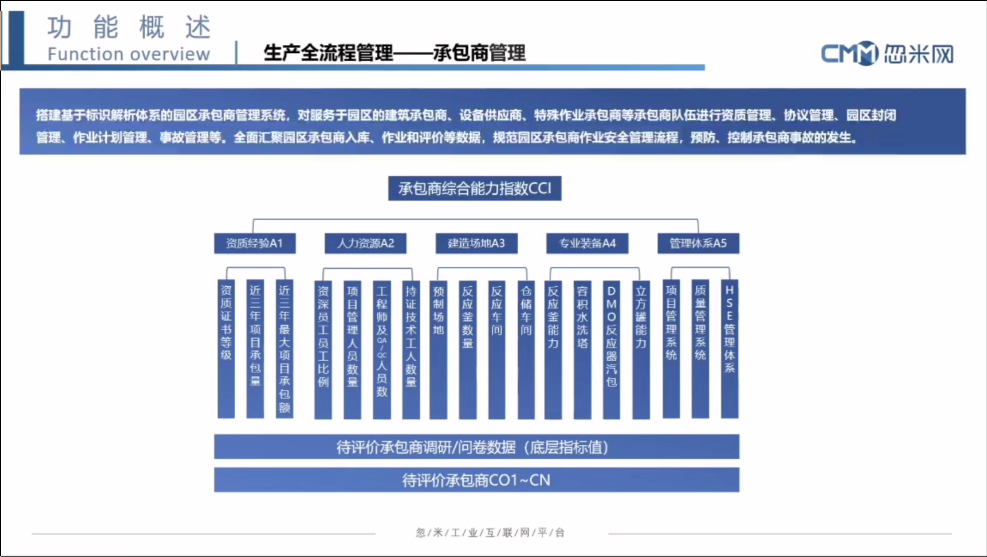 功能概述
Function overview
生产全流程管理——承包商管理
CMM 忽米网
搭建基于标识解析体系的园区承包商管理系统，对服务于园区的建筑承包商、设备供应商、特殊作业承包商等承包商队伍进行资质管理、协议管理、园区封闭
管理、作业计划管理、事故管理等。全面汇聚园区承包商入库、作业和评价等数据，规范园区承包商作业安全管理流程，预防、控制承包商事故的发生。
承包商综合能力指数CCI
资质经验A1
人力资源A2
建造场地A3
专业装备A4
管理体系A5
资质证书等级
近三年项目承包量
近三年最大项目承包额
资深员工员工比例
项目管理人员数量
工程师及QA/QC人员数
持证技术工人数量
预制场地
反应釜数量
反应车间
仓储车间
反应釜能力
容积水洗塔
DMO反应器汽包
立方罐能力
项目管理系统
质量管理系统
HSE管理体系
待评价承包商调研/问卷数据（底层指标值）
待评价承包商CO1~CN
忽/米/工/业/互/联/网/平/台